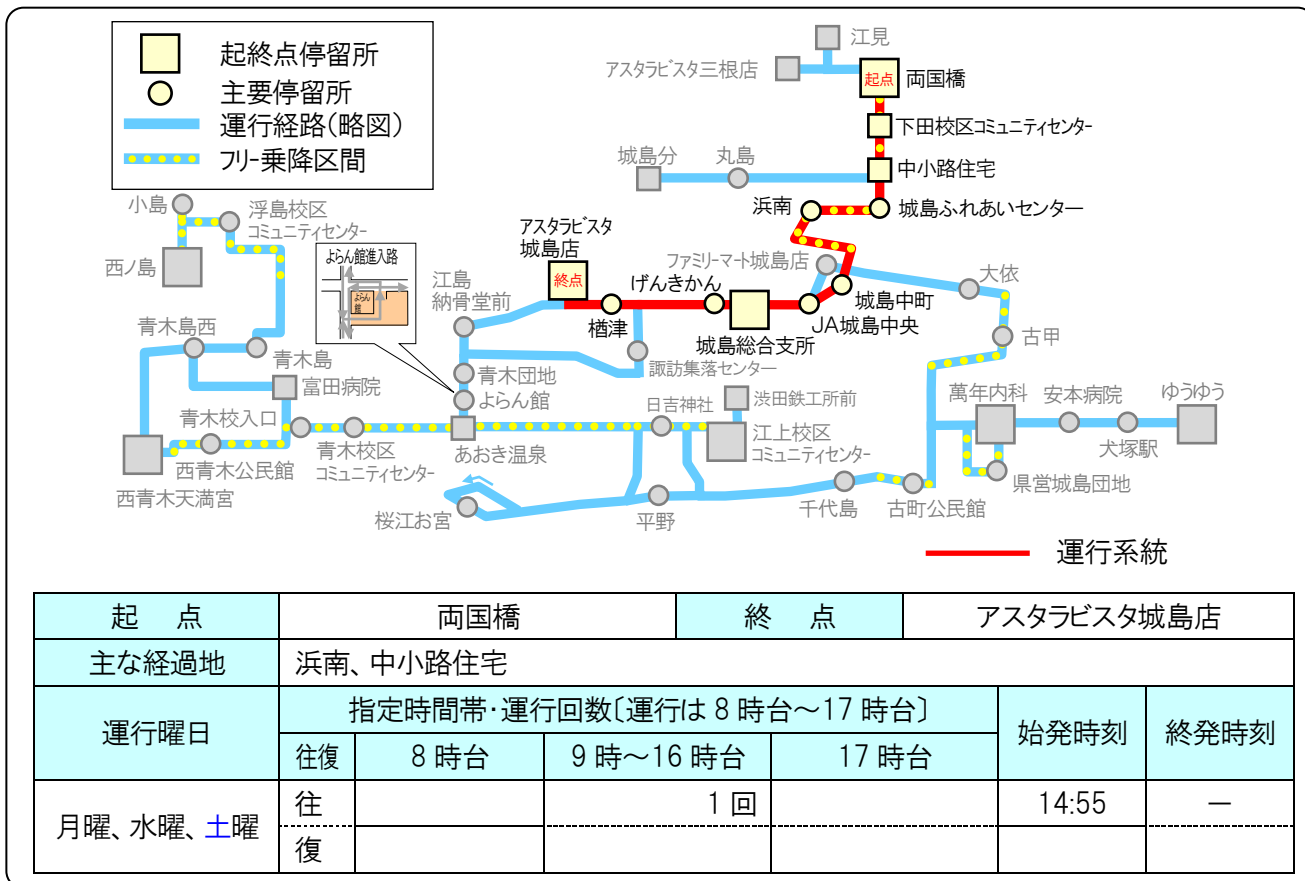 起終点停留所
主要停留所
運行経路(略図)
フリー乗降区間
江見
アスタラビスタ三根店
起点
両国橋
下田校区コミュニティセンター
城島分
丸島
中小路住宅
浜南
城島ふれあいセンター
小島
浮島校区
コミュニティセンター
西ノ島
よらん館進入路
よらん
館
アスタラビスタ
城島店
終点
ファミリーマート城島店
大依
江島
納骨堂前
げんきかん
城島中町
楢津
城島総合支所
JA城島中央
古甲
青木島西
青木島
富田病院
諏訪集落センター
青木団地
よらん館
日吉神社
渋田鉄工所前
萬年内科
安本病院
ゆうゆう
青木校入口
江上校区
コミュニティセンター
あおき温泉
犬塚駅
西青木公民館
青木校区
コミュニティセンター
西青木天満宮
県営城島団地
桜江お宮
平野
千代島
古町公民館
運行系統
起 点 両国橋 終 点 アスタラビスタ城島店
主な経過地 浜南、中小路住宅
運行曜日 指定時間帯・運行回数〔運行は 8 時台～17 時台〕 始発時刻 終発時刻
往復 8 時台 9 時～16 時台 17 時台
月曜、水曜、土曜 往 1 回 14:55 －
復